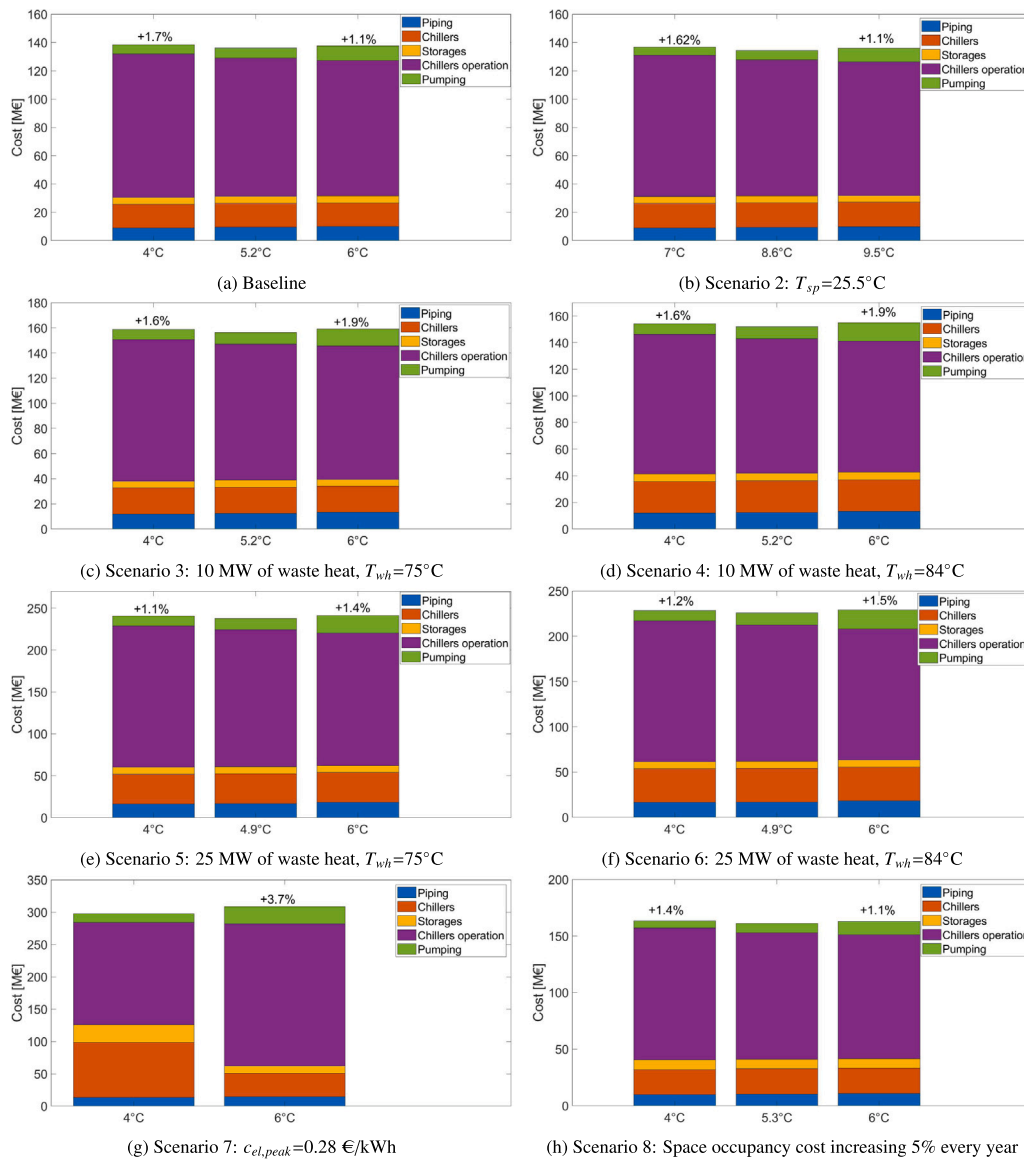 160
140
120
100
80
60
40
20
0
Cost [M€]
+1.7%
+1.1%
4°C
5.2°C
6°C
Piping
Chillers
Storages
Chillers operation
Pumping
(a) Baseline
160
140
120
100
80
60
40
20
0
Cost [M€]
+1.62%
+1.1%
7°C
8.6°C
9.5°C
Piping
Chillers
Storages
Chillers operation
Pumping
(b) Scenario 2: T_sp=25.5°C
180
160
140
120
100
80
60
40
20
0
Cost [M€]
+1.6%
+1.9%
4°C
5.2°C
6°C
Piping
Chillers
Storages
Chillers operation
Pumping
(c) Scenario 3: 10 MW of waste heat, T_wh=75°C
160
140
120
100
80
60
40
20
0
Cost [M€]
+1.6%
+1.9%
4°C
5.2°C
6°C
Piping
Chillers
Storages
Chillers operation
Pumping
(d) Scenario 4: 10 MW of waste heat, T_wh=84°C
250
200
150
100
50
0
Cost [M€]
+1.1%
+1.4%
4°C
4.9°C
6°C
Piping
Chillers
Storages
Chillers operation
Pumping
(e) Scenario 5: 25 MW of waste heat, T_wh=75°C
250
200
150
100
50
0
Cost [M€]
+1.2%
+1.5%
4°C
4.9°C
6°C
Piping
Chillers
Storages
Chillers operation
Pumping
(f) Scenario 6: 25 MW of waste heat, T_wh=84°C
350
300
250
200
150
100
50
0
Cost [M€]
+3.7%
4°C
6°C
Piping
Chillers
Storages
Chillers operation
Pumping
(g) Scenario 7: c_el,peak=0.28 €/kWh
200
150
100
50
0
Cost [M€]
+1.4%
+1.1%
4°C
5.3°C
6°C
Piping
Chillers
Storages
Chillers operation
Pumping
(h) Scenario 8: Space occupancy cost increasing 5% every year